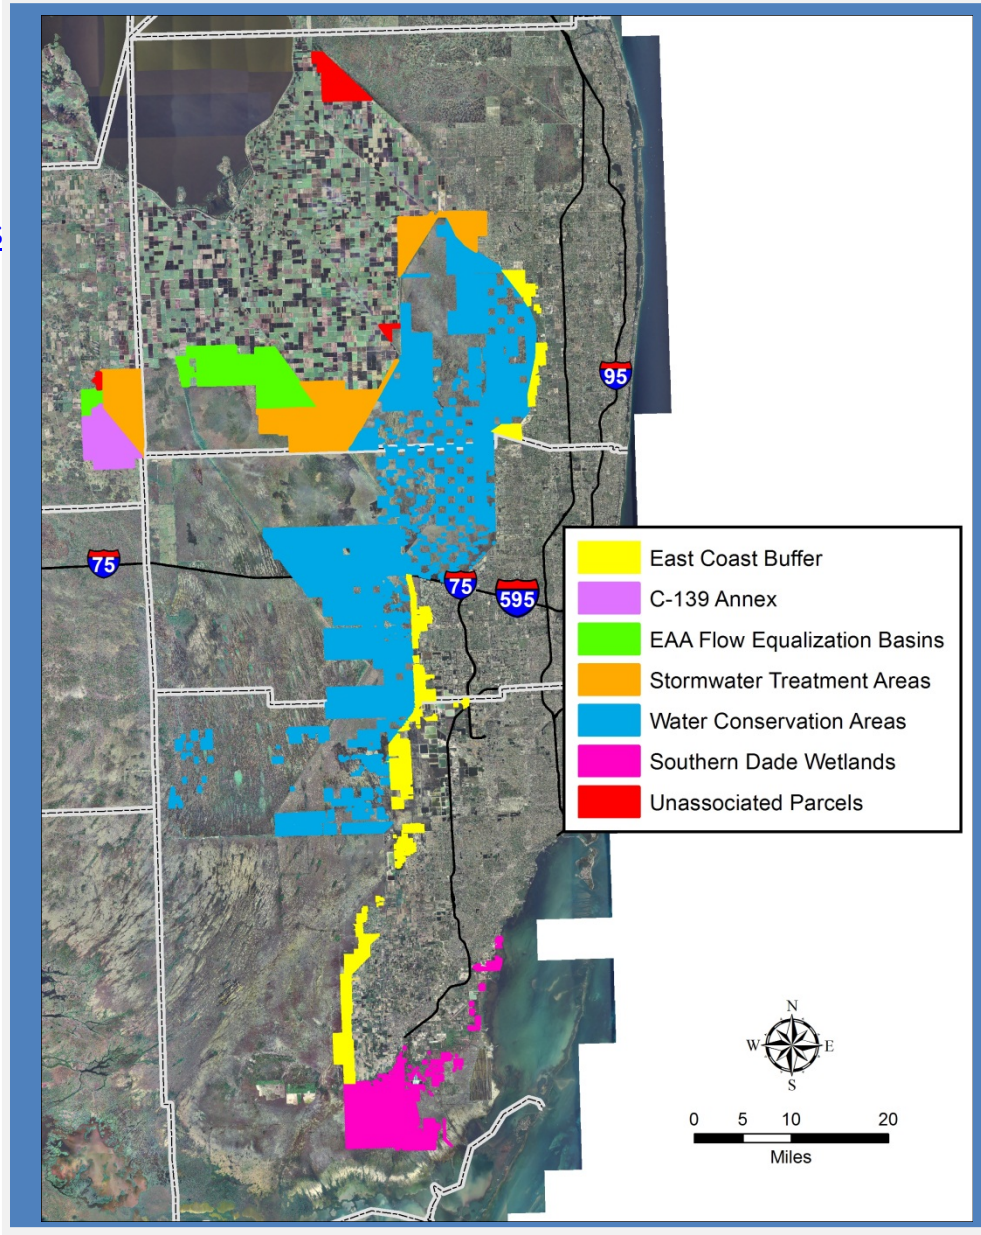 95
75
75
595
East Coast Buffer
C-139 Annex
EAA Flow Equalization Basins
Stormwater Treatment Areas
Water Conservation Areas
Southern Dade Wetlands
Unassociated Parcels
N
W E
S
0 5 10 20
Miles